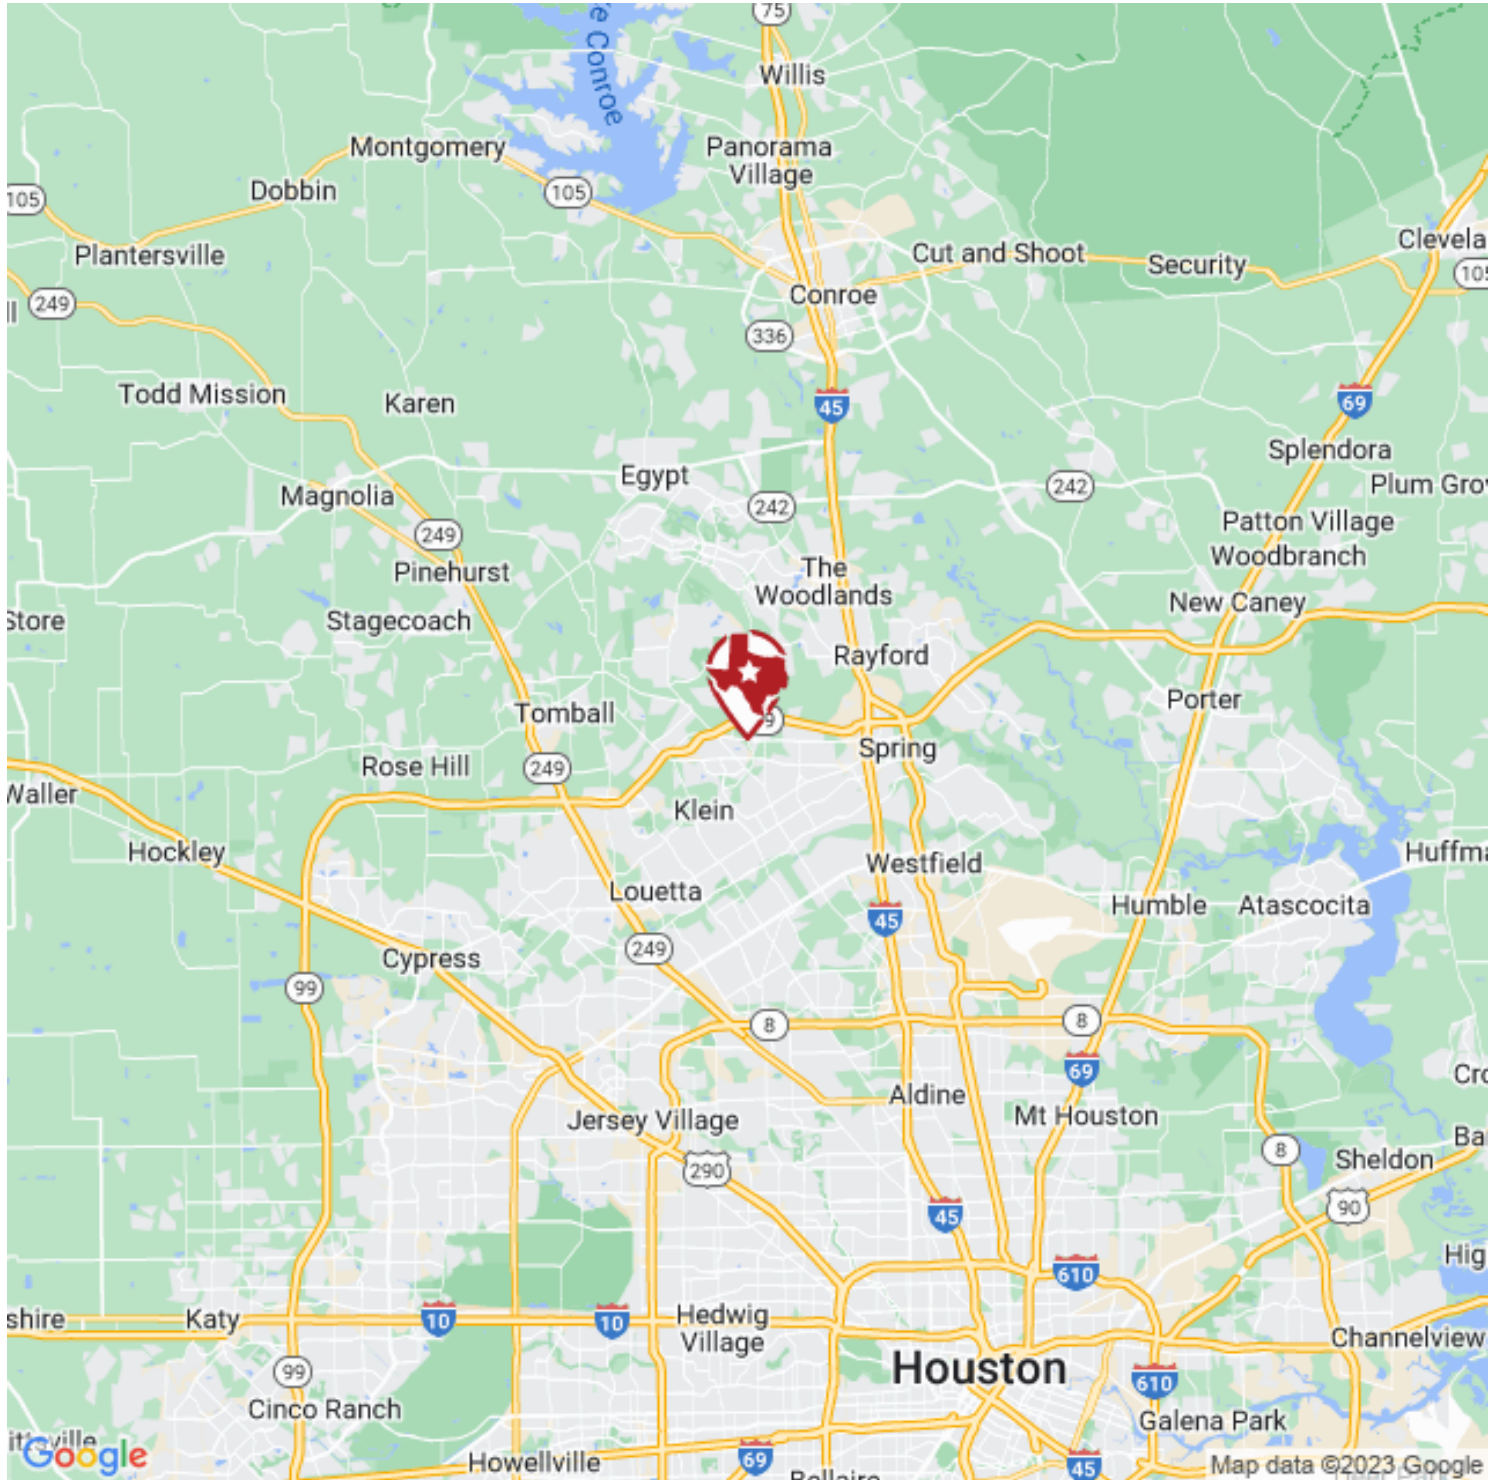 75
Willis
e Conroe
Montgomery
Panorama
Village
Dobbin
105
105
Plantersville
Cut and Shoot
Security
Clevela
105
249
Conroe
336
Todd Mission
Karen
45
69
Splendora
Egypt
Magnolia
242
242
Plum Gro
249
Patton Village
Woodbranch
Pinehurst
The
Woodlands
New Caney
Store
Stagecoach
Rayford
Porter
Tomball
9
Spring
Rose Hill
249
Waller
Klein
Hockley
Westfield
Huffma
Louetta
Humble
Atascocita
45
249
Cypress
99
8
8
69
Cro
Aldine
Jersey Village
Mt Houston
Ba
8
Sheldon
290
90
45
Hig
610
shire
Katy
10
10
Hedwig
Village
Channelview
Houston
99
610
Cinco Ranch
Galena Park
Google
Howellville
69
45
Map data ©2023 Google